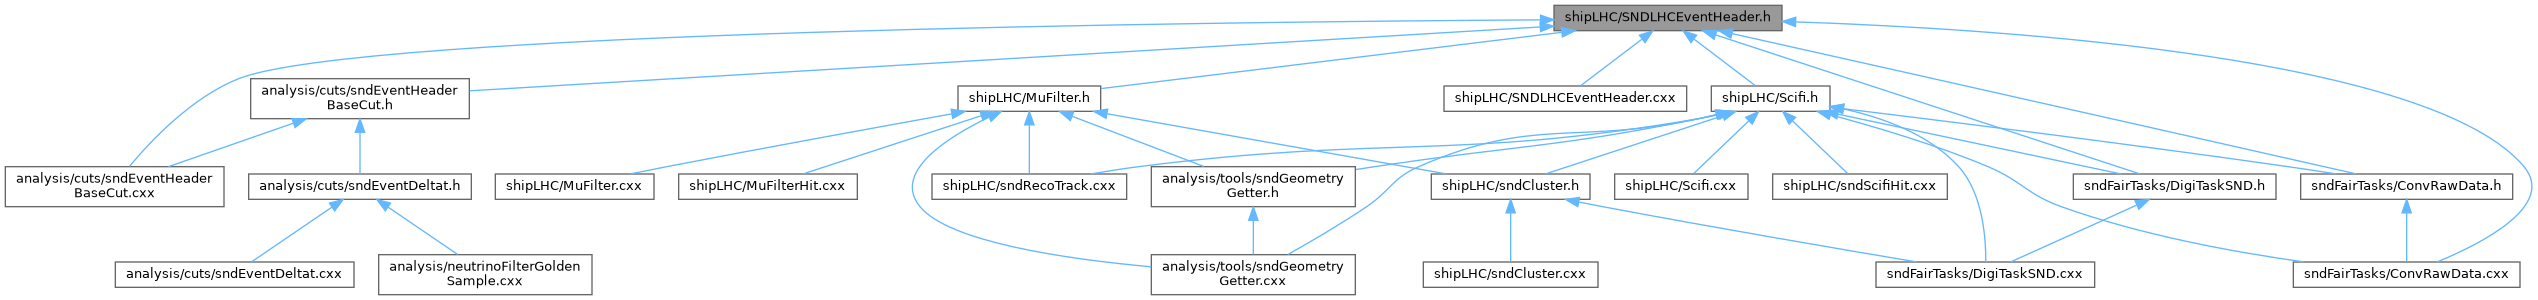 shipLHC/SNDLHCEventHeader.h
analysis/cuts/sndEventHeader
BaseCut.h
shipLHC/MuFilter.h
shipLHC/SNDLHCEventHeader.cxx
shipLHC/Scifi.h
analysis/cuts/sndEventHeader
BaseCut.cxx
analysis/cuts/sndEventDeltat.h
shipLHC/MuFilter.cxx
shipLHC/MuFilterHit.cxx
shipLHC/sndRecoTrack.cxx
analysis/tools/sndGeometry
Getter.h
shipLHC/sndCluster.h
shipLHC/Scifi.cxx
shipLHC/sndScifiHit.cxx
sndFairTasks/DigiTaskSND.h
sndFairTasks/ConvRawData.h
analysis/cuts/sndEventDeltat.cxx
analysis/neutrinoFilterGolden
Sample.cxx
analysis/tools/sndGeometry
Getter.cxx
shipLHC/sndCluster.cxx
sndFairTasks/DigiTaskSND.cxx
sndFairTasks/ConvRawData.cxx